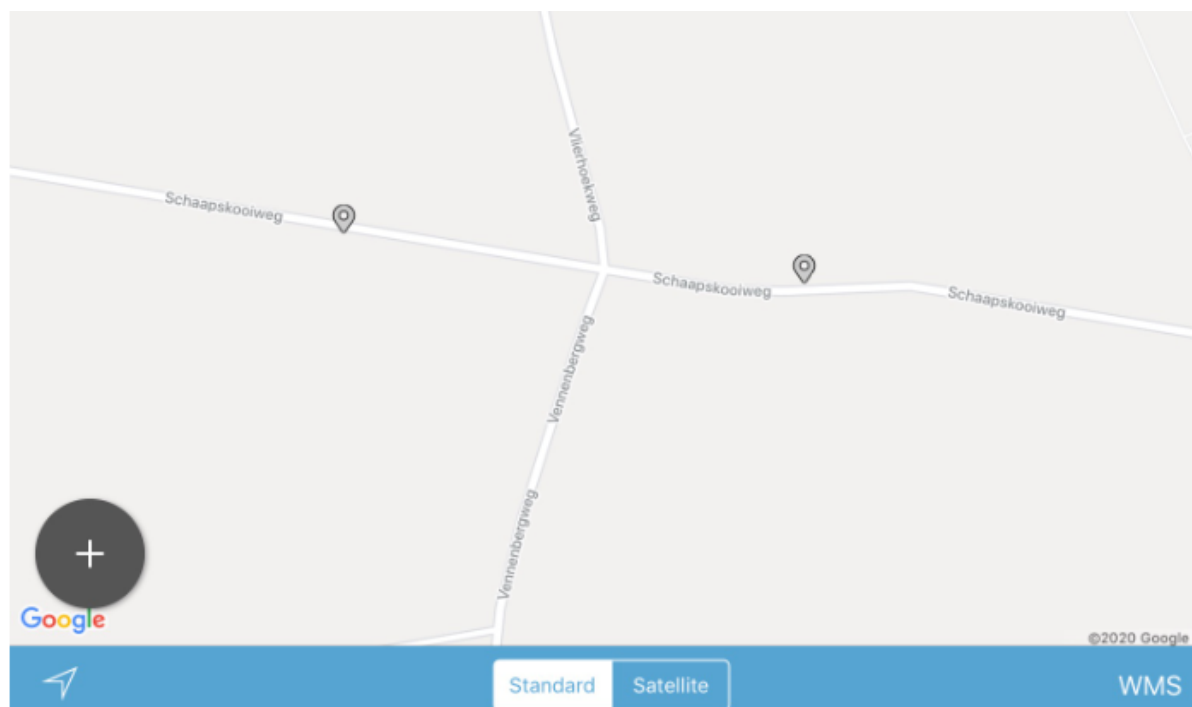 Vlierhoekweg
Schaapskooiweg
Schaapskooiweg
Schaapskooiweg
Vennenbergweg
Vennenbergweg
+
Google
©2020 Google
Standard
Satellite
WMS